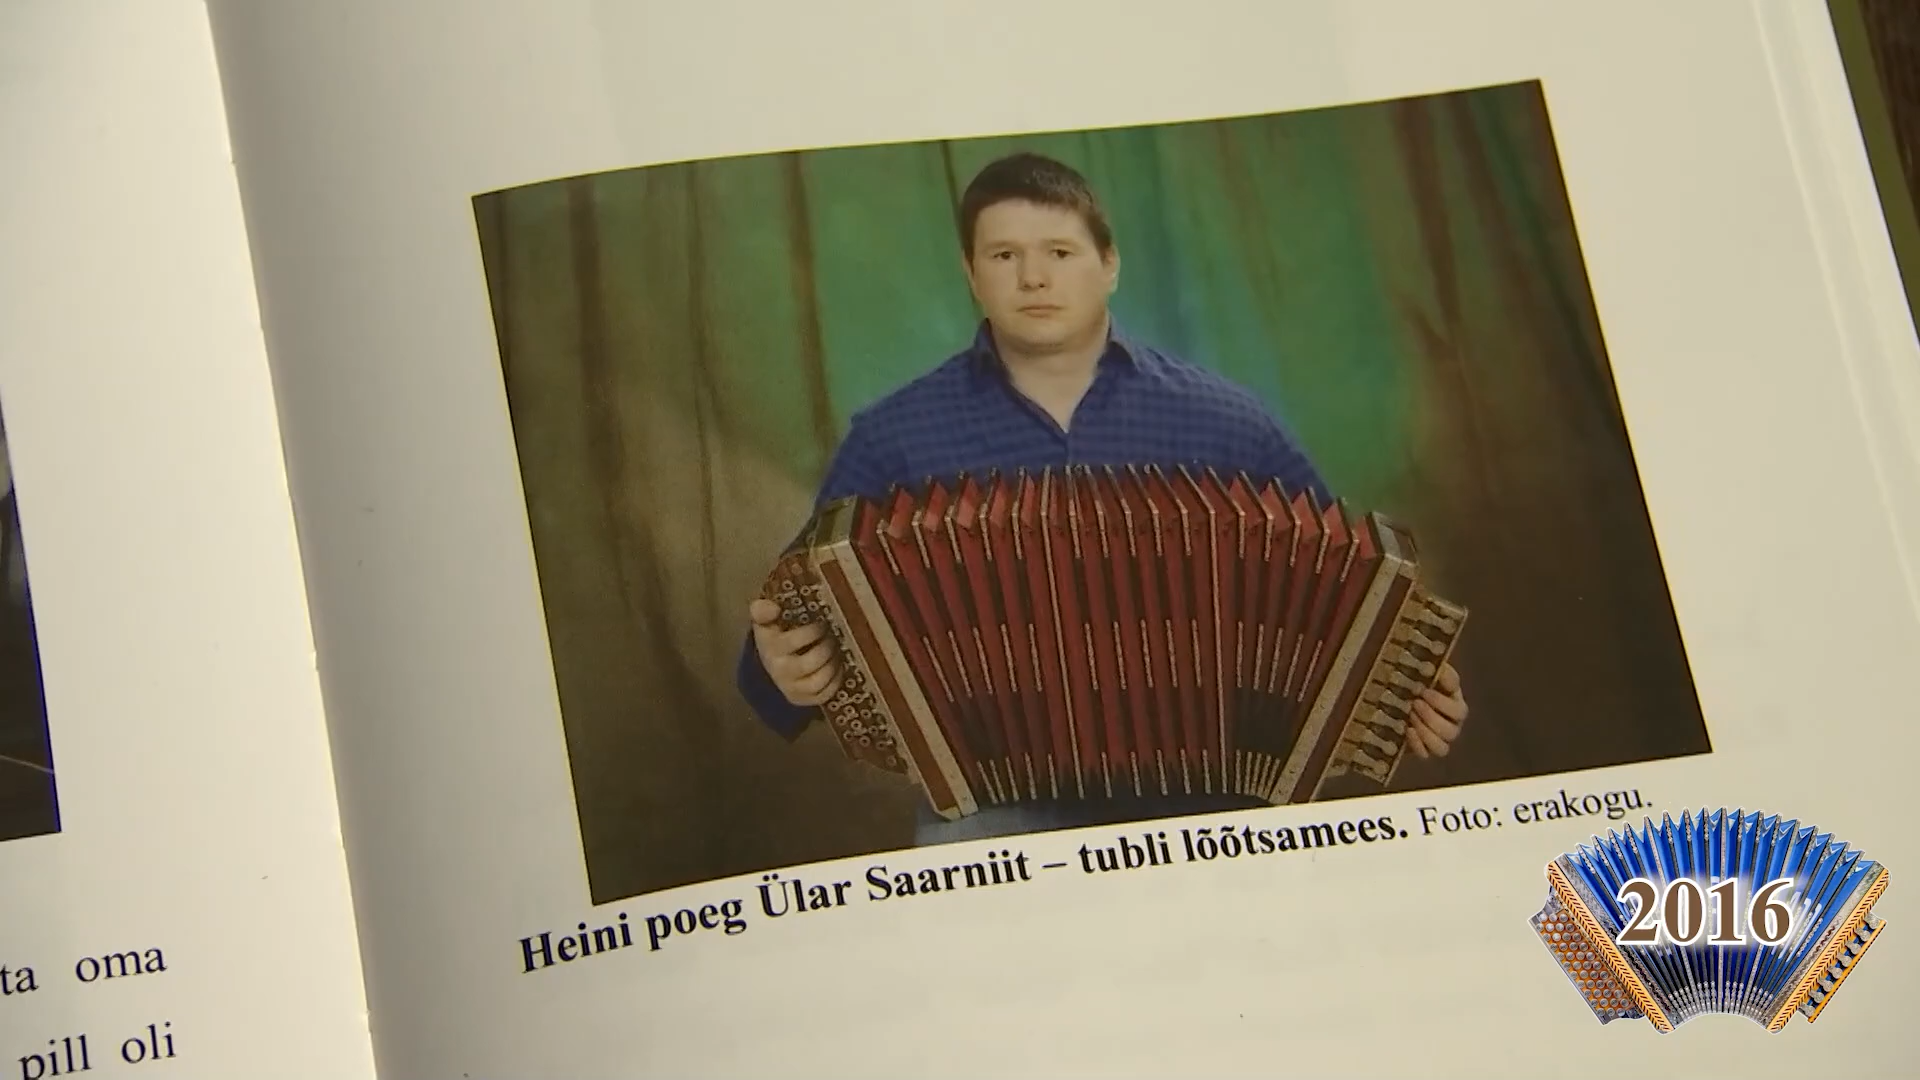 ta oma
pill oli
Heini poeg Ülar Saarniit – tubli lõõtsamees. Foto: erakogu.
2016